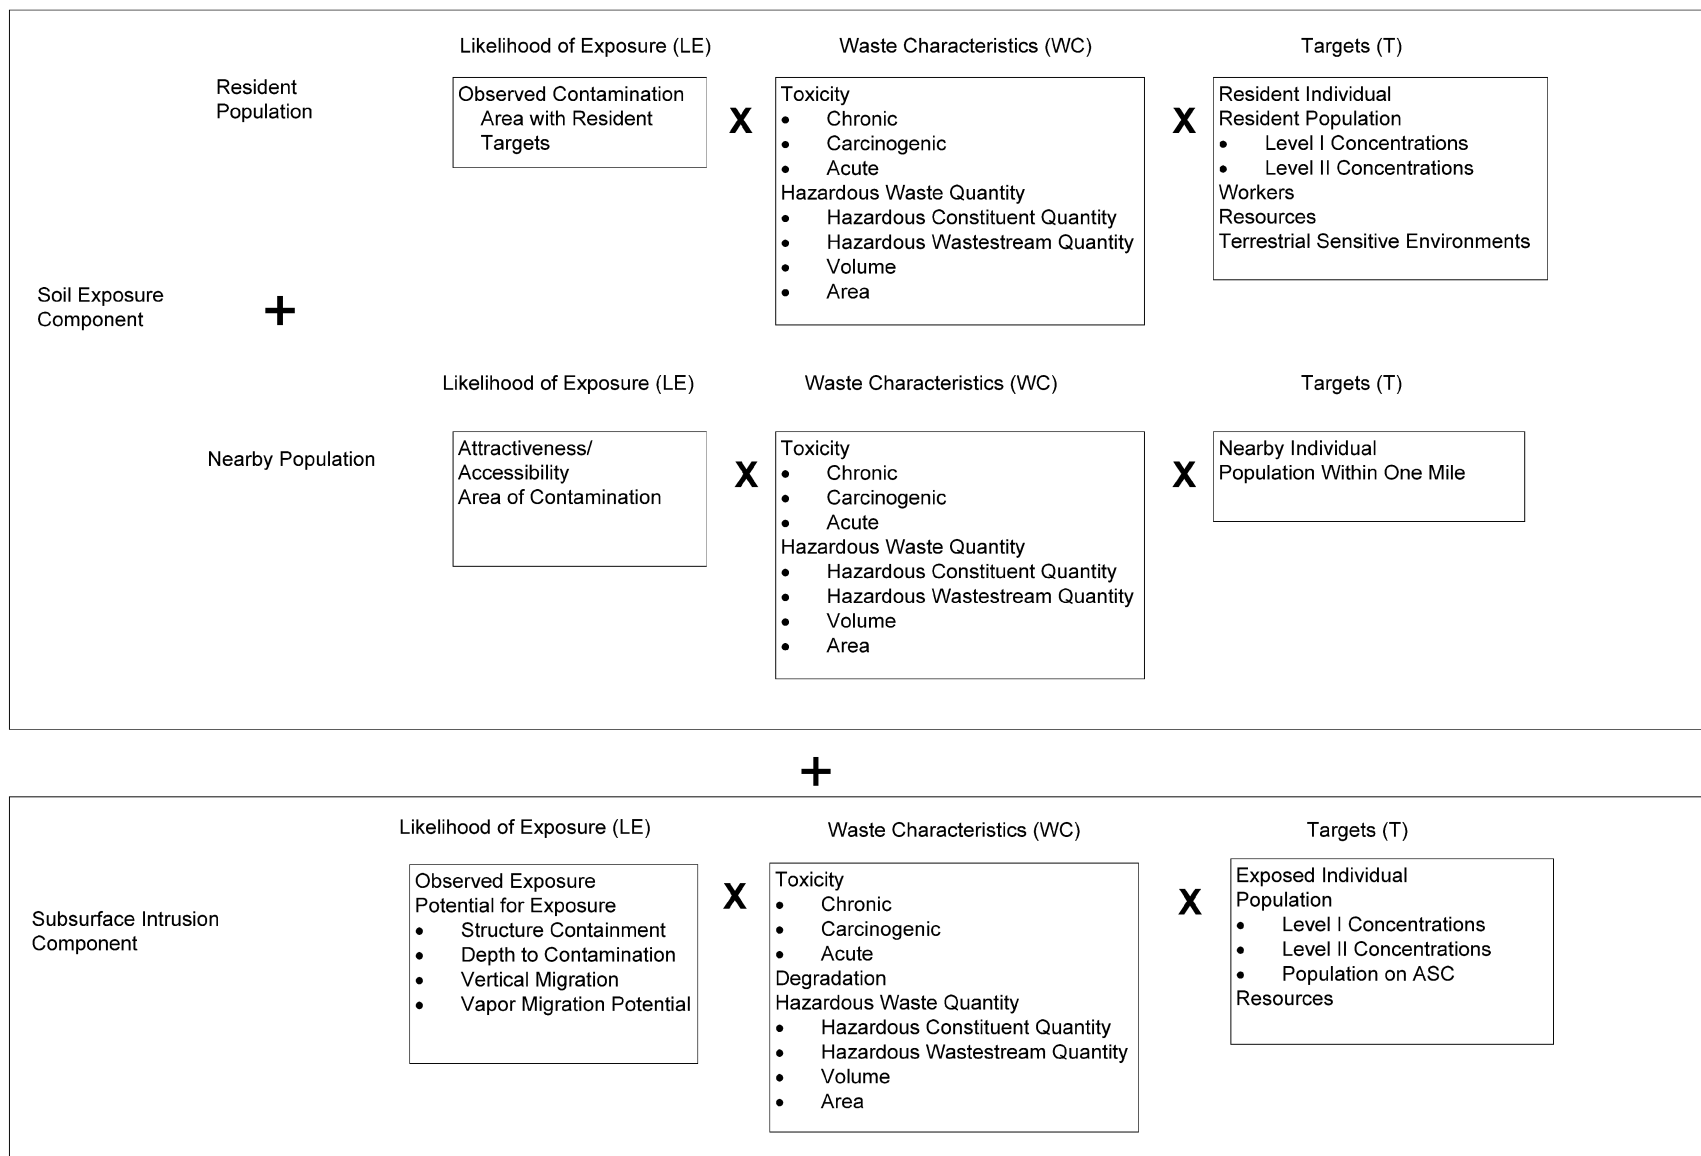 Likelihood of Exposure (LE)
Waste Characteristics (WC)
Targets (T)
Resident
Population
Observed Contamination
Area with Resident
Targets
X
Toxicity
• Chronic
• Carcinogenic
• Acute
Hazardous Waste Quantity
• Hazardous Constituent Quantity
• Hazardous Wastestream Quantity
• Volume
• Area
X
Resident Individual
Resident Population
• Level I Concentrations
• Level II Concentrations
Workers
Resources
Terrestrial Sensitive Environments
Soil Exposure
Component
+
Likelihood of Exposure (LE)
Waste Characteristics (WC)
Targets (T)
Nearby Population
Attractiveness/
Accessibility
Area of Contamination
X
Toxicity
• Chronic
• Carcinogenic
• Acute
Hazardous Waste Quantity
• Hazardous Constituent Quantity
• Hazardous Wastestream Quantity
• Volume
• Area
X
Nearby Individual
Population Within One Mile
+
Likelihood of Exposure (LE)
Waste Characteristics (WC)
Targets (T)
Subsurface Intrusion
Component
Observed Exposure
Potential for Exposure
• Structure Containment
• Depth to Contamination
• Vertical Migration
• Vapor Migration Potential
X
Toxicity
• Chronic
• Carcinogenic
• Acute
Degradation
Hazardous Waste Quantity
• Hazardous Constituent Quantity
• Hazardous Wastestream Quantity
• Volume
• Area
X
Exposed Individual
Population
• Level I Concentrations
• Level II Concentrations
• Population on ASC
Resources